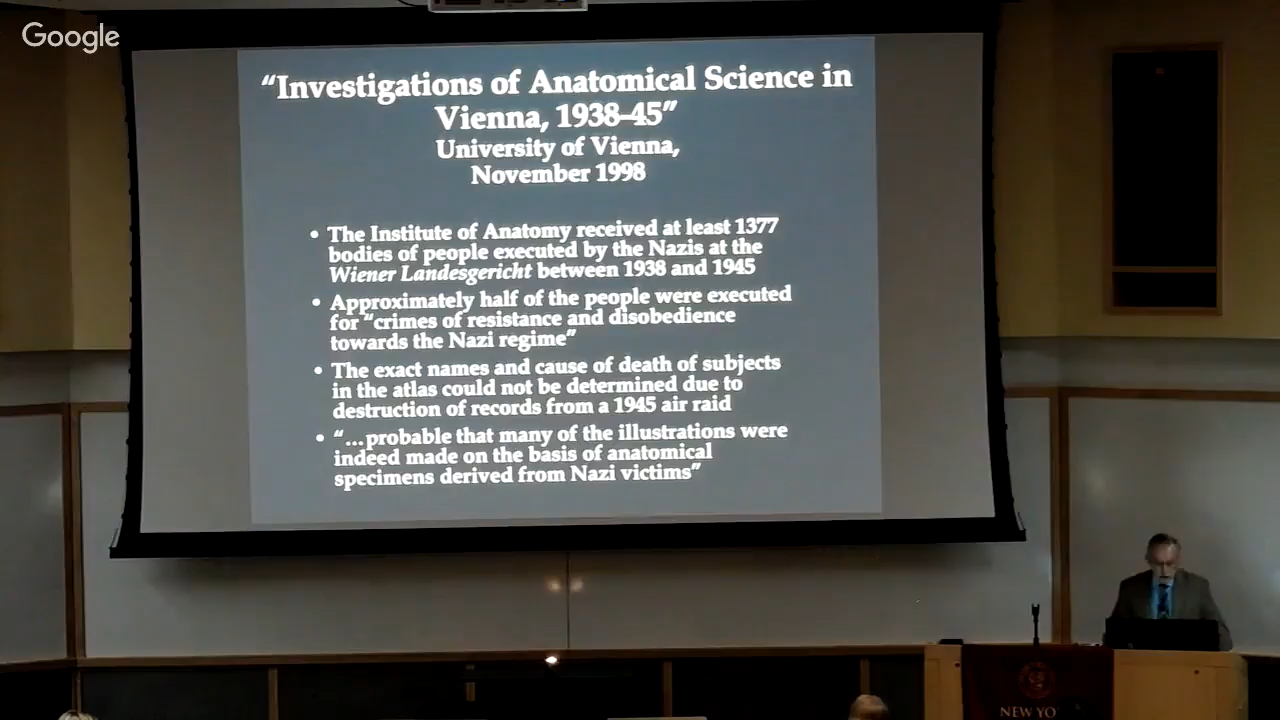 Google
“Investigations of Anatomical Science in
Vienna, 1938-45”
University of Vienna,
November 1998
• The Institute of Anatomy received at least 1377
bodies of people executed by the Nazis at the
Wiener Landesgericht between 1938 and 1945
• Approximately half of the people were executed
for “crimes of resistance and disobedience
towards the Nazi regime”
• The exact names and cause of death of subjects
in the atlas could not be determined due to
destruction of records from a 1945 air raid
• “...probable that many of the illustrations were
indeed made on the basis of anatomical
specimens derived from Nazi victims”
NEW YO